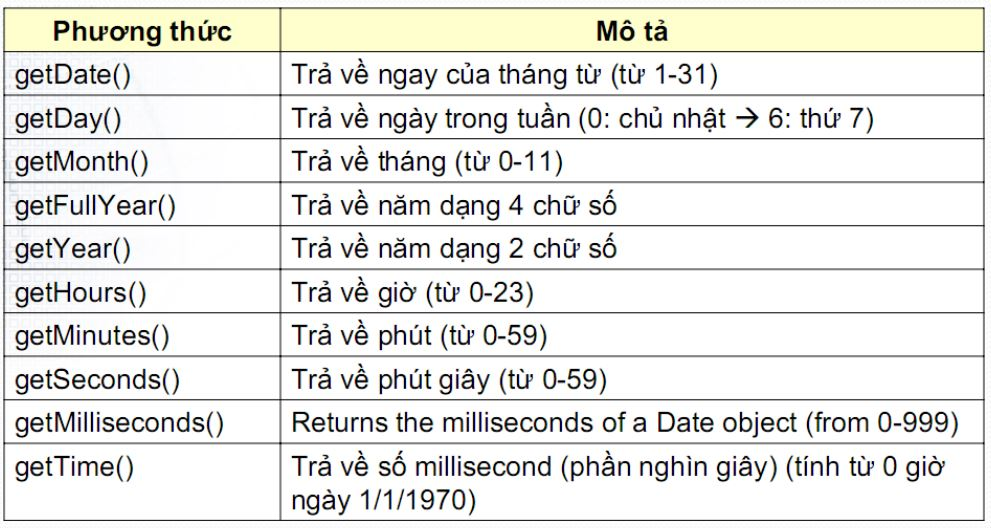 Phương thức Mô tả
getDate() Trả về ngay của tháng từ (từ 1-31)
getDay() Trả về ngày trong tuần (0: chủ nhật → 6: thứ 7)
getMonth() Trả về tháng (từ 0-11)
getFullYear() Trả về năm dạng 4 chữ số
getYear() Trả về năm dạng 2 chữ số
getHours() Trả về giờ (từ 0-23)
getMinutes() Trả về phút (từ 0-59)
getSeconds() Trả về phút giây (từ 0-59)
getMilliseconds() Returns the milliseconds of a Date object (from 0-999)
getTime() Trả về số millisecond (phần nghìn giây) (tính từ 0 giờ
ngày 1/1/1970)